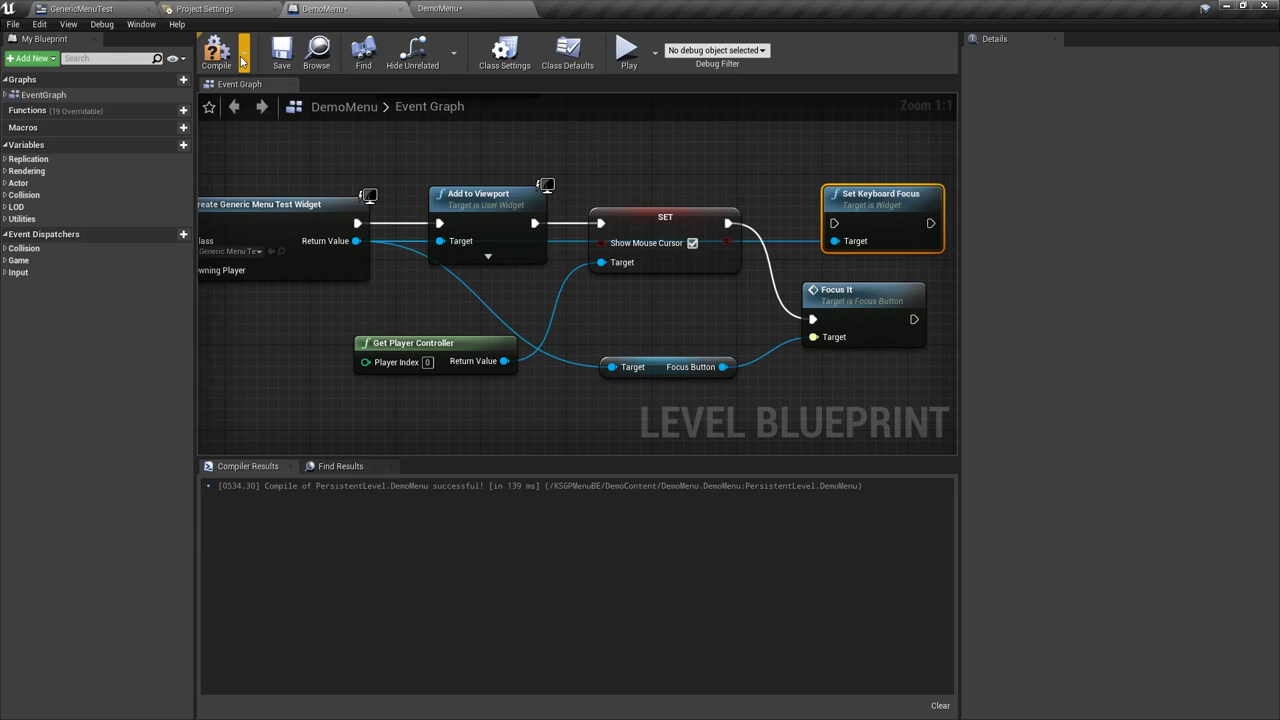 GenericMenuTest
Project Settings
DemoMenu*
DemoMenu*
File Edit View Debug Window Help
My Blueprint
Add New
Search
Graphs
EventGraph
Functions (19 Overridable)
Macros
Variables
Replication
Rendering
Actor
Collision
LOD
Utilities
Event Dispatchers
Collision
Game
Input
Compile
Save
Browse
Find
Hide Unrelated
Class Settings
Class Defaults
Play
No debug object selected
Debug Filter
Event Graph
DemoMenu > Event Graph
Zoom 1:1
reate Generic Menu Test Widget
lass
Return Value
Generic Menu Te
wning Player
Add to Viewport
Target is User Widget
Target
SET
Show Mouse Cursor
Target
Set Keyboard Focus
Target is Widget
Target
Focus It
Target is Focus Button
Target
Get Player Controller
Player Index 0
Return Value
Target Focus Button
LEVEL BLUEPRINT
Compiler Results
Find Results
[0534.30] Compile of PersistentLevel.DemoMenu successful! [in 139 ms] (/KSGPMenuBE/DemoContent/DemoMenu.DemoMenu:PersistentLevel.DemoMenu)
Clear
Details